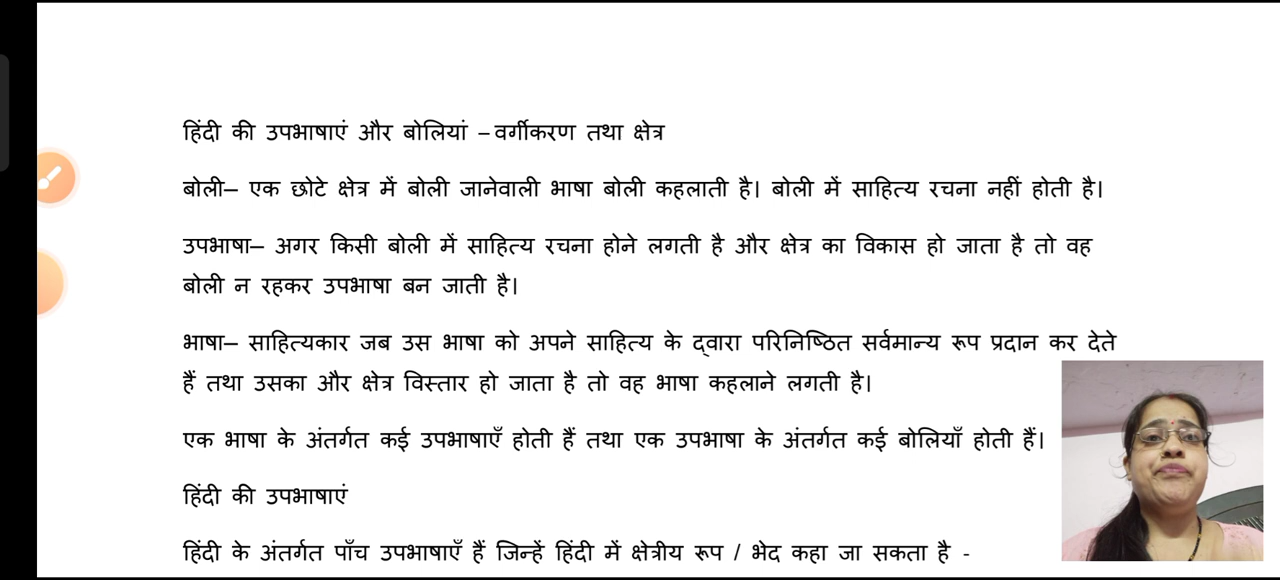 हिंदी की उपभाषाएं और बोलियां – वर्गीकरण तथा क्षेत्र
बोली– एक छोटे क्षेत्र में बोली जानेवाली भाषा बोली कहलाती है। बोली में साहित्य रचना नहीं होती है।
उपभाषा– अगर किसी बोली में साहित्य रचना होने लगती है और क्षेत्र का विकास हो जाता है तो वह
बोली न रहकर उपभाषा बन जाती है।
भाषा– साहित्यकार जब उस भाषा को अपने साहित्य के द्वारा परिनिष्ठित सर्वमान्य रूप प्रदान कर देते
हैं तथा उसका और क्षेत्र विस्तार हो जाता है तो वह भाषा कहलाने लगती है।
एक भाषा के अंतर्गत कई उपभाषाएँ होती हैं तथा एक उपभाषा के अंतर्गत कई बोलियाँ होती हैं।
हिंदी की उपभाषाएं
हिंदी के अंतर्गत पाँच उपभाषाएँ हैं जिन्हें हिंदी में क्षेत्रीय रूप / भेद कहा जा सकता है -